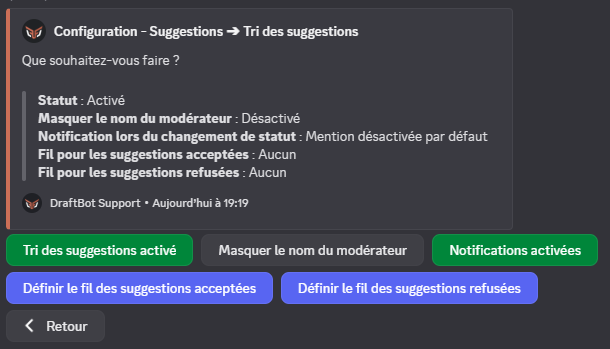 Configuration - Suggestions ➔ Tri des suggestions
Que souhaitez-vous faire ?
Statut : Activé
Masquer le nom du modérateur : Désactivé
Notification lors du changement de statut : Mention désactivée par défaut
Fil pour les suggestions acceptées : Aucun
Fil pour les suggestions refusées : Aucun
DraftBot Support • Aujourd'hui à 19:19
Tri des suggestions activé
Masquer le nom du modérateur
Notifications activées
Définir le fil des suggestions acceptées
Définir le fil des suggestions refusées
Retour